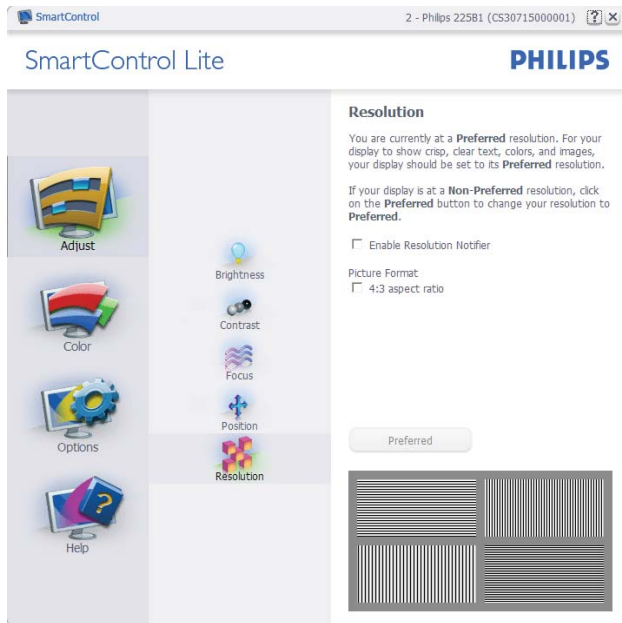 SmartControl
2 - Philips 225B1 (CS30715000001)
?
SmartControl Lite
PHILIPS
Adjust
Color
Options
?
Help
Brightness
Contrast
Focus
Position
Resolution
Resolution
You are currently at a Preferred resolution. For your
display to show crisp, clear text, colors, and images,
your display should be set to its Preferred resolution.
If your display is at a Non-Preferred resolution, click
on the Preferred button to change your resolution to
Preferred.
Enable Resolution Notifier
Picture Format
4:3 aspect ratio
Preferred